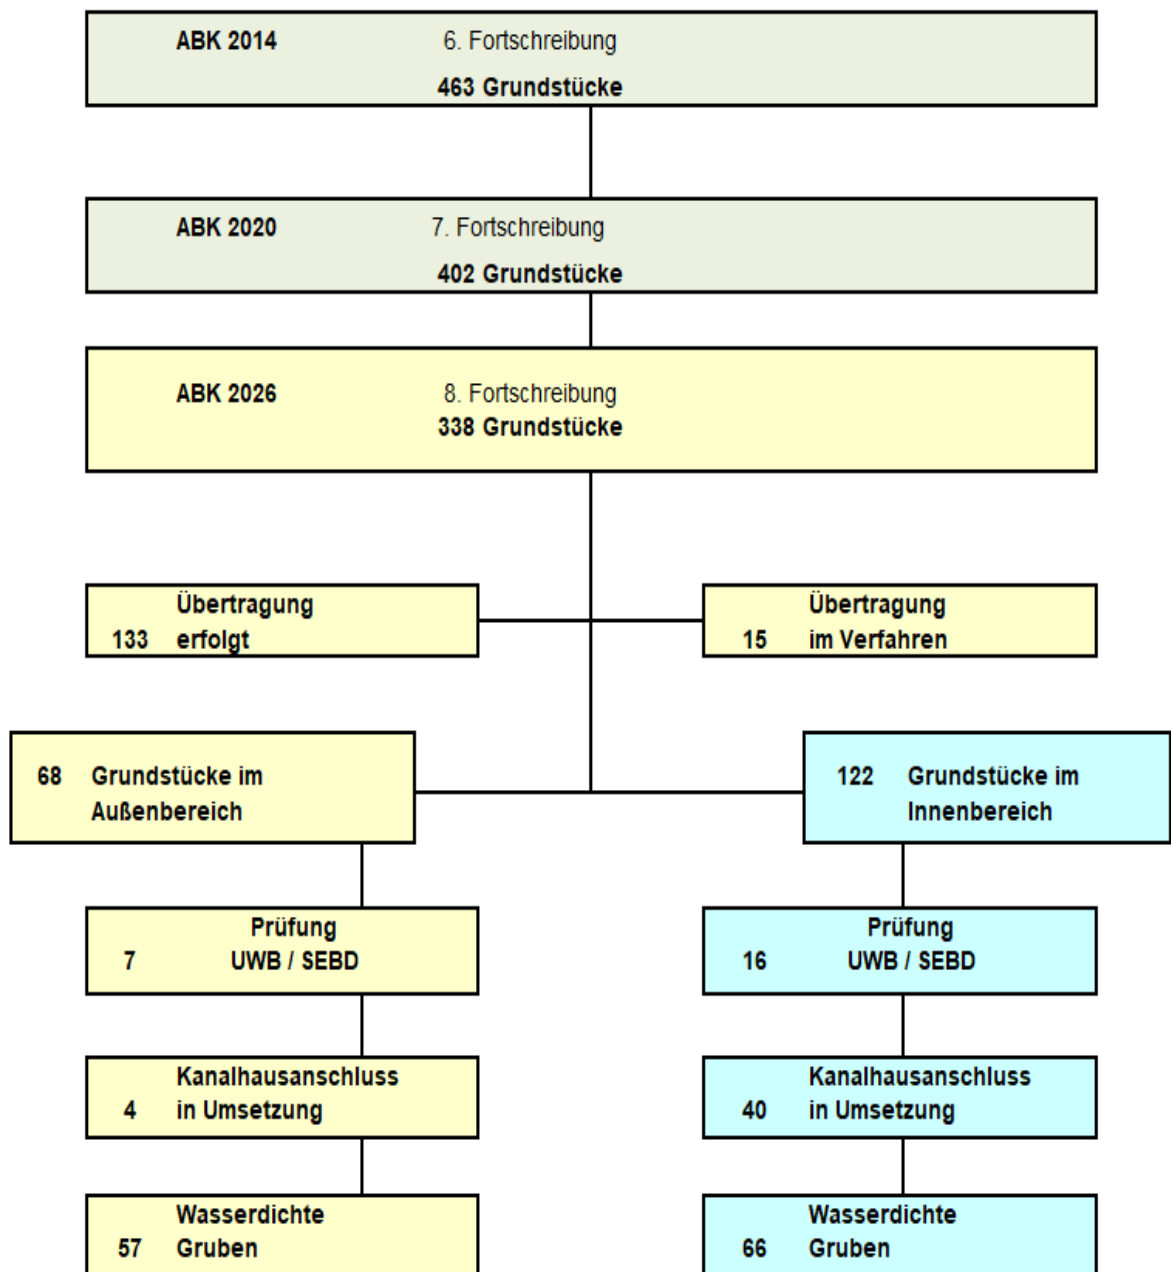 ABK 2014 6. Fortschreibung
463 Grundstücke
ABK 2020 7. Fortschreibung
402 Grundstücke
ABK 2026 8. Fortschreibung
338 Grundstücke
Übertragung
133 erfolgt
Übertragung
15 im Verfahren
68 Grundstücke im
Außenbereich
122 Grundstücke im
Innenbereich
Prüfung
7 UWB / SEBD
Prüfung
16 UWB / SEBD
Kanalhausanschluss
4 in Umsetzung
Kanalhausanschluss
40 in Umsetzung
Wasserdichte
57 Gruben
Wasserdichte
66 Gruben